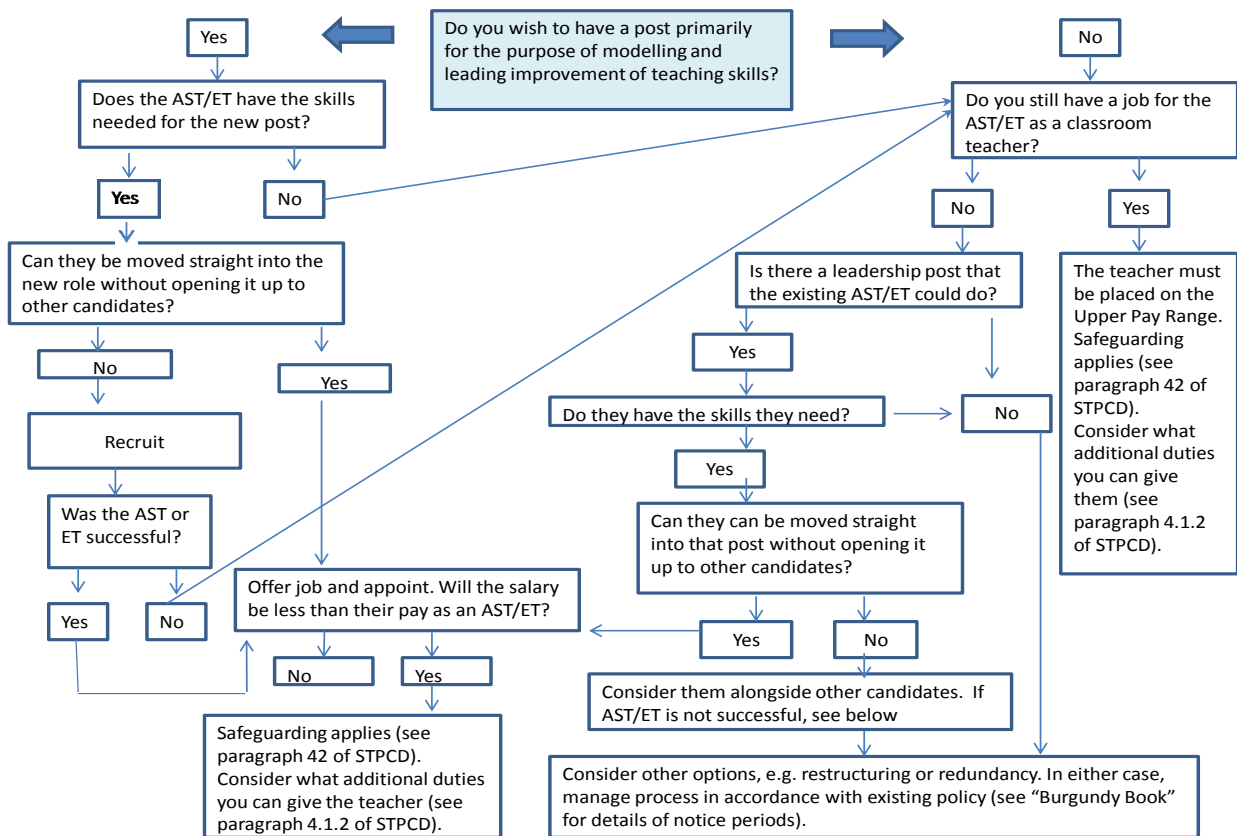 Do you wish to have a post primarily
for the purpose of modelling and
leading improvement of teaching skills?
Yes
No
Does the AST/ET have the skills
needed for the new post?
Do you still have a job for the
AST/ET as a classroom
teacher?
Yes
No
No
Yes
Can they be moved straight into the
new role without opening it up to
other candidates?
Is there a leadership post that
the existing AST/ET could do?
The teacher must
be placed on the
Upper Pay Range.
Safeguarding
applies (see
paragraph 42 of
STPCD).
Consider what
additional duties
you can give
them (see
paragraph 4.1.2
of STPCD).
No
Yes
Yes
Do they have the skills they need?
No
Recruit
Yes
Was the AST or
ET successful?
Can they can be moved straight
into that post without opening it
up to other candidates?
Offer job and appoint. Will the salary
be less than their pay as an AST/ET?
Yes
No
Yes
No
No
Yes
Consider them alongside other candidates.  If
AST/ET is not successful, see below
Safeguarding applies (see
paragraph 42 of STPCD).
Consider what additional duties
you can give the teacher (see
paragraph 4.1.2 of STPCD).
Consider other options, e.g. restructuring or redundancy. In either case,
manage process in accordance with existing policy (see “Burgundy Book”
for details of notice periods).